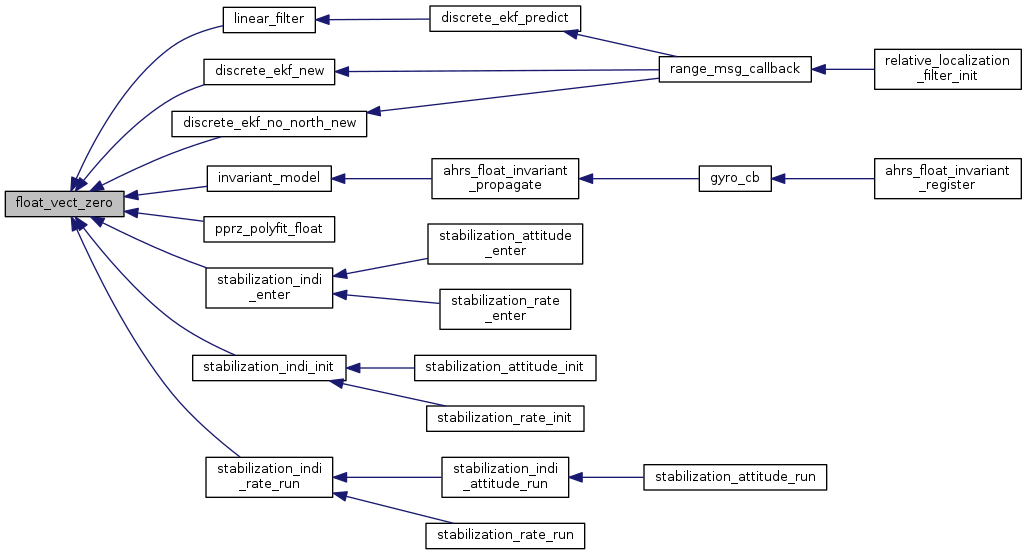 linear_filter
discrete_ekf_predict
discrete_ekf_new
range_msg_callback
relative_localization
_filter_init
discrete_ekf_no_north_new
invariant_model
ahrs_float_invariant
_propagate
gyro_cb
ahrs_float_invariant
_register
float_vect_zero
pprz_polyfit_float
stabilization_attitude
_enter
stabilization_indi
_enter
stabilization_rate
_enter
stabilization_indi_init
stabilization_attitude_init
stabilization_rate_init
stabilization_indi
_rate_run
stabilization_indi
_attitude_run
stabilization_attitude_run
stabilization_rate_run